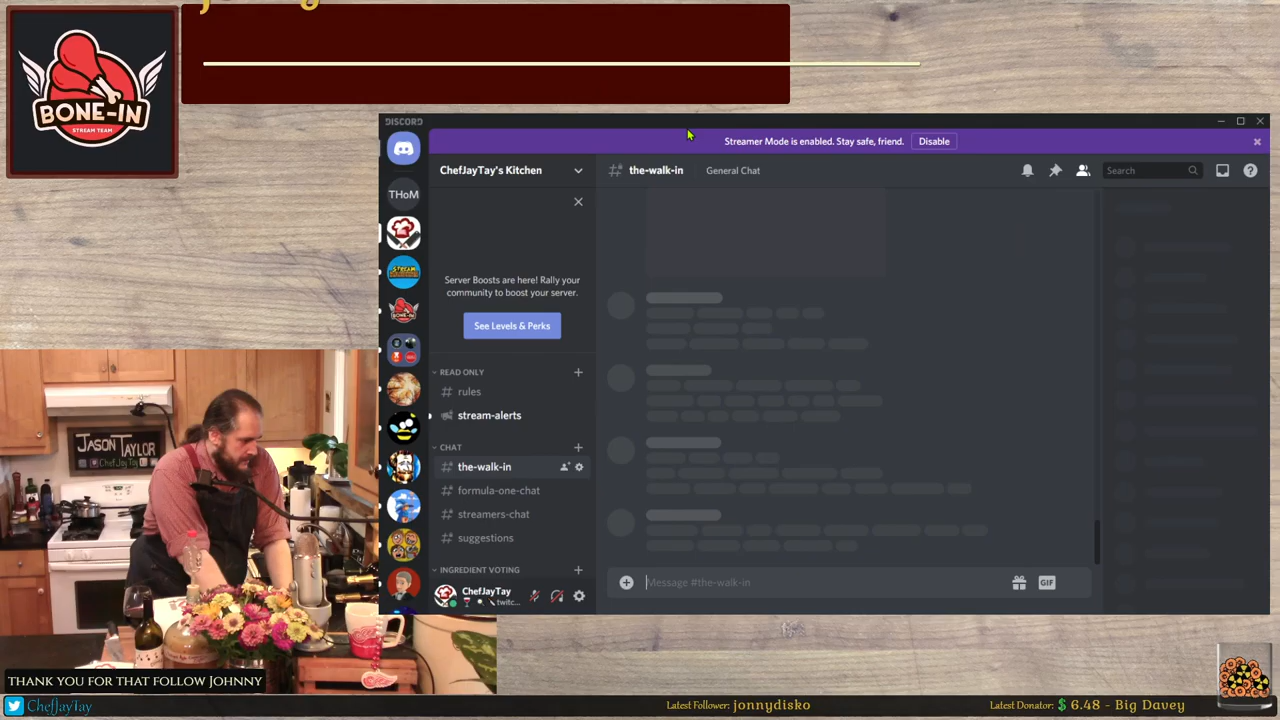 BONE-IN
STREAM TEAM
DISCORD
Streamer Mode is enabled. Stay safe, friend.
Disable
ChefJayTay's Kitchen
the-walk-in
General Chat
Search
THoM
Server Boosts are here! Rally your
community to boost your server.
See Levels & Perks
READ ONLY
rules
stream-alerts
CHAT
the-walk-in
formula-one-chat
streamers-chat
suggestions
INGREDIENT VOTING
ChefJayTay
twitc...
Message #the-walk-in
GIF
JASON
TAYLOR
ChefJayTay
THANK YOU FOR THAT FOLLOW JOHNNY
ChefJayTay
Latest Follower: jonnydisko
Latest Donator: $ 6.48 - Big Davey